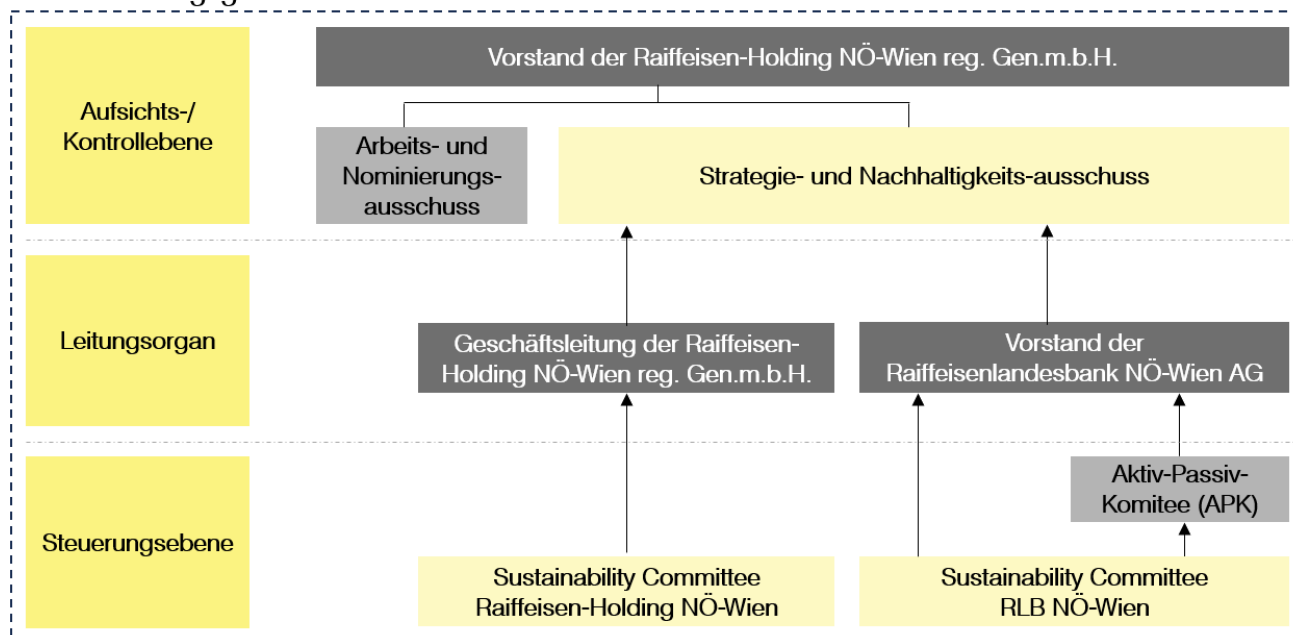 Vorstand der Raiffeisen-Holding NÖ-Wien reg. Gen.m.b.H.
Aufsichts-/
Kontrollebene
Arbeits- und
Nominierungs-
ausschuss
Strategie- und Nachhaltigkeits-ausschuss
Leitungsorgan
Geschäftsleitung der Raiffeisen-
Holding NÖ-Wien reg. Gen.m.b.H.
Vorstand der
Raiffeisenlandesbank NÖ-Wien AG
Steuerungsebene
Aktiv-Passiv-
Komitee (APK)
Sustainability Committee
Raiffeisen-Holding NÖ-Wien
Sustainability Committee
RLB NÖ-Wien